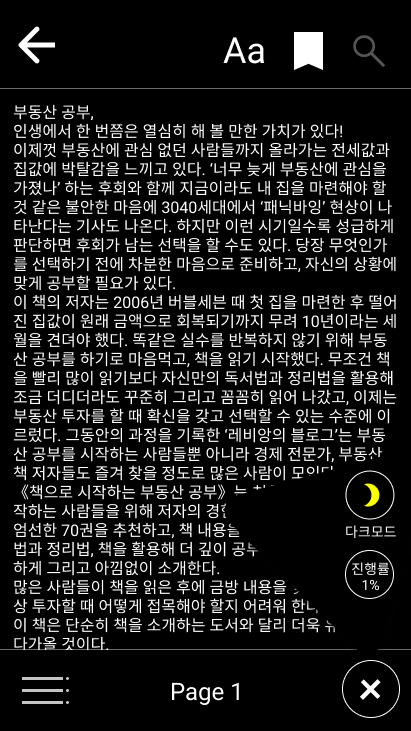 Aa
부동산 공부,
인생에서 한 번쯤은 열심히 해 볼 만한 가치가 있다!
이제껏 부동산에 관심 없던 사람들까지 올라가는 전세값과
집값에 박탈감을 느끼고 있다. ‘너무 늦게 부동산에 관심을
가졌나’ 하는 후회와 함께 지금이라도 내 집을 마련해야 할
것 같은 불안한 마음에 3040세대에서 ‘패닉바잉’ 현상이 나
타난다는 기사도 나온다. 하지만 이런 시기일수록 성급하게
판단하면 후회가 남는 선택을 할 수도 있다. 당장 무엇인가
를 선택하기 전에 차분한 마음으로 준비하고, 자신의 상황에
맞게 공부할 필요가 있다.
이 책의 저자는 2006년 버블세븐 때 첫 집을 마련한 후 떨어
진 집값이 원래 금액으로 회복되기까지 무려 10년이라는 세
월을 견뎌야 했다. 똑같은 실수를 반복하지 않기 위해 부동
산 공부를 하기로 마음먹고, 책을 읽기 시작했다. 무조건 책
을 빨리 많이 읽기보다 자신만의 독서법과 정리법을 활용해
조금 더디더라도 꾸준히 그리고 꼼꼼히 읽어 나갔고, 이제는
부동산 투자를 할 때 확신을 갖고 선택할 수 있는 수준에 이
르렀다. 그동안의 과정을 기록한 ‘레비앙의 블로그’는 부동
산 공부를 시작하는 사람들뿐 아니라 경제 전문가, 부동산
책 저자들도 즐겨 찾을 정도로 많은 사람이
《책으로 시작하는 부동산 공부》는
작하는 사람들을 위해 저자의
엄선한 70권을 추천하고, 책 내용을
법과 정리법, 책을 활용해 더 깊이
하게 그리고 아낌없이 소개한다.
많은 사람들이 책을 읽은 후에 금방 내용을
상 투자할 때 어떻게 접목해야 할지 어려워
이 책은 단순히 책을 소개하는 도서와 달리 더욱
다가올 것이다.
다크모드
진행률
1%
Page 1